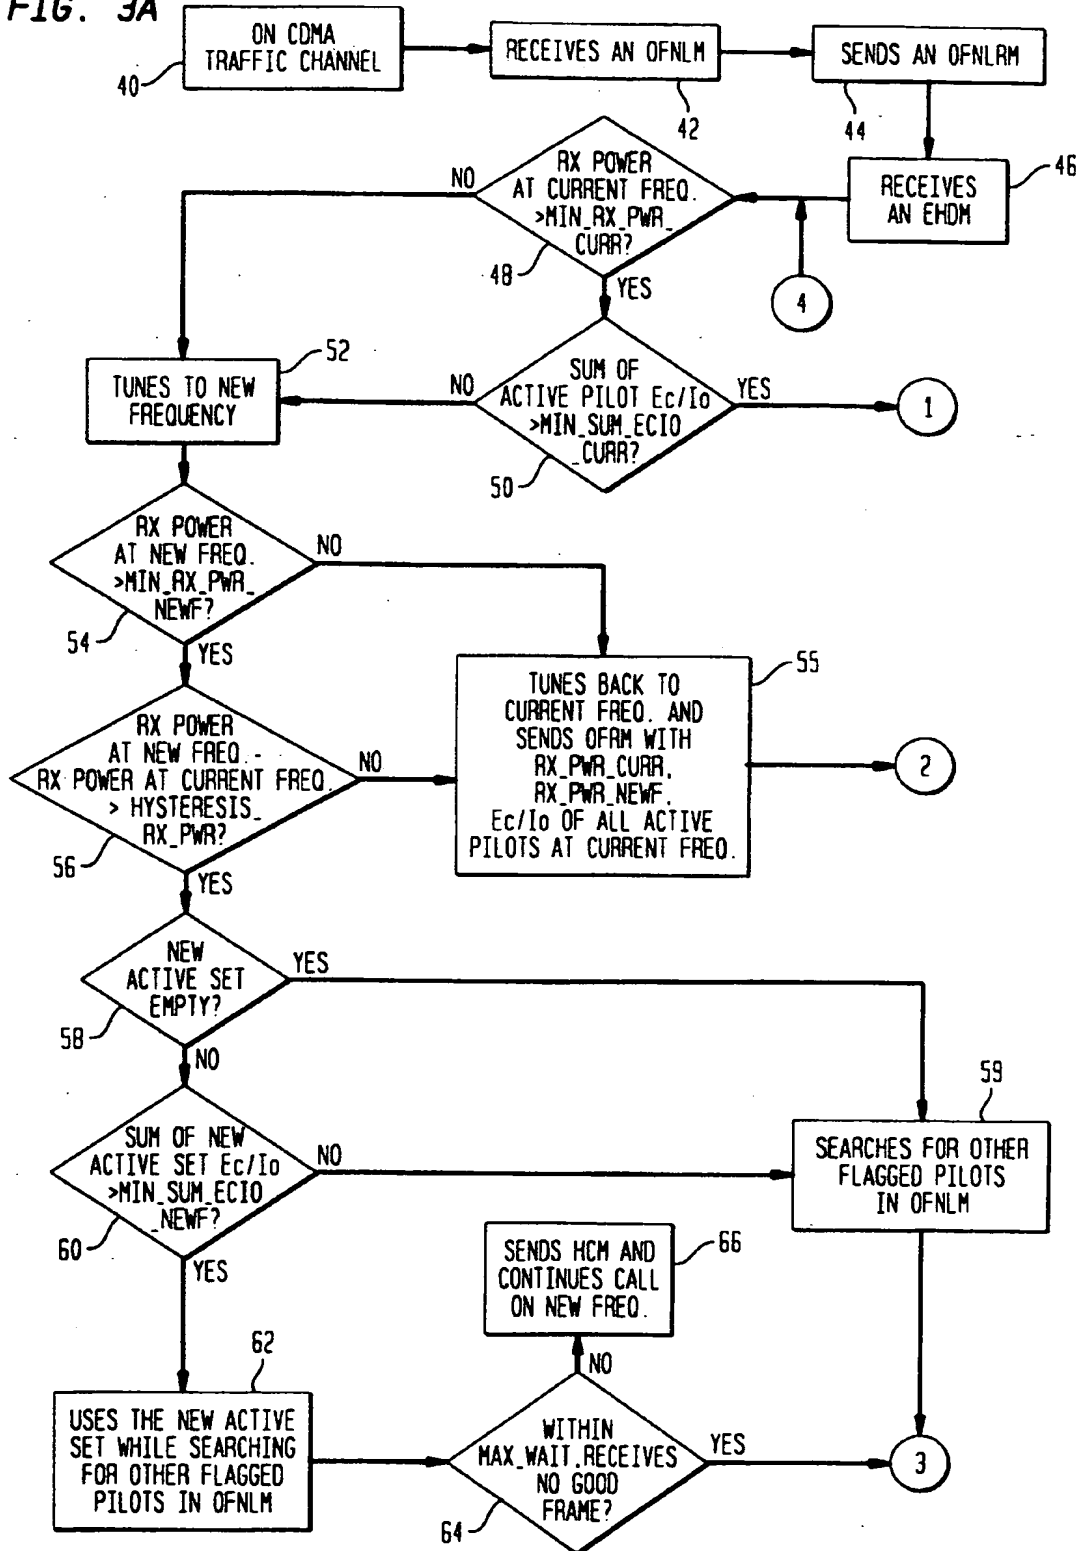 FIG. 3A
ON CDMA
TRAFFIC CHANNEL
40
RECEIVES AN OFNLM
42
SENDS AN OFNLRM
44
RECEIVES
AN EHDM
46
RX POWER
AT CURRENT FREQ.
>MIN_RX_PWR_
CURR?
48
NO
YES
4
SUM OF
ACTIVE PILOT Ec/Io
>MIN_SUM_ECIO
_CURR?
50
NO
YES
1
TUNES TO NEW
FREQUENCY
52
RX POWER
AT NEW FREQ.
>MIN_RX_PWR_
NEWF?
54
NO
YES
TUNES BACK TO
CURRENT FREQ. AND
SENDS OFRM WITH
RX_PWR_CURR,
RX_PWR_NEWF,
Ec/Io OF ALL ACTIVE
PILOTS AT CURRENT FREQ.
55
2
RX POWER
AT NEW FREQ.-
RX POWER AT CURRENT FREQ.
> HYSTERESIS_
RX_PWR?
56
NO
YES
NEW
ACTIVE SET
EMPTY?
58
YES
NO
SUM OF NEW
ACTIVE SET Ec/Io
>MIN_SUM_ECIO
_NEWF?
60
NO
YES
SEARCHES FOR OTHER
FLAGGED PILOTS
IN OFNLM
59
SENDS HCM AND
CONTINUES CALL
ON NEW FREQ.
66
USES THE NEW ACTIVE
SET WHILE SEARCHING
FOR OTHER FLAGGED
PILOTS IN OFNLM
62
WITHIN
MAX_WAIT.RECEIVES
NO GOOD
FRAME?
64
NO
YES
3